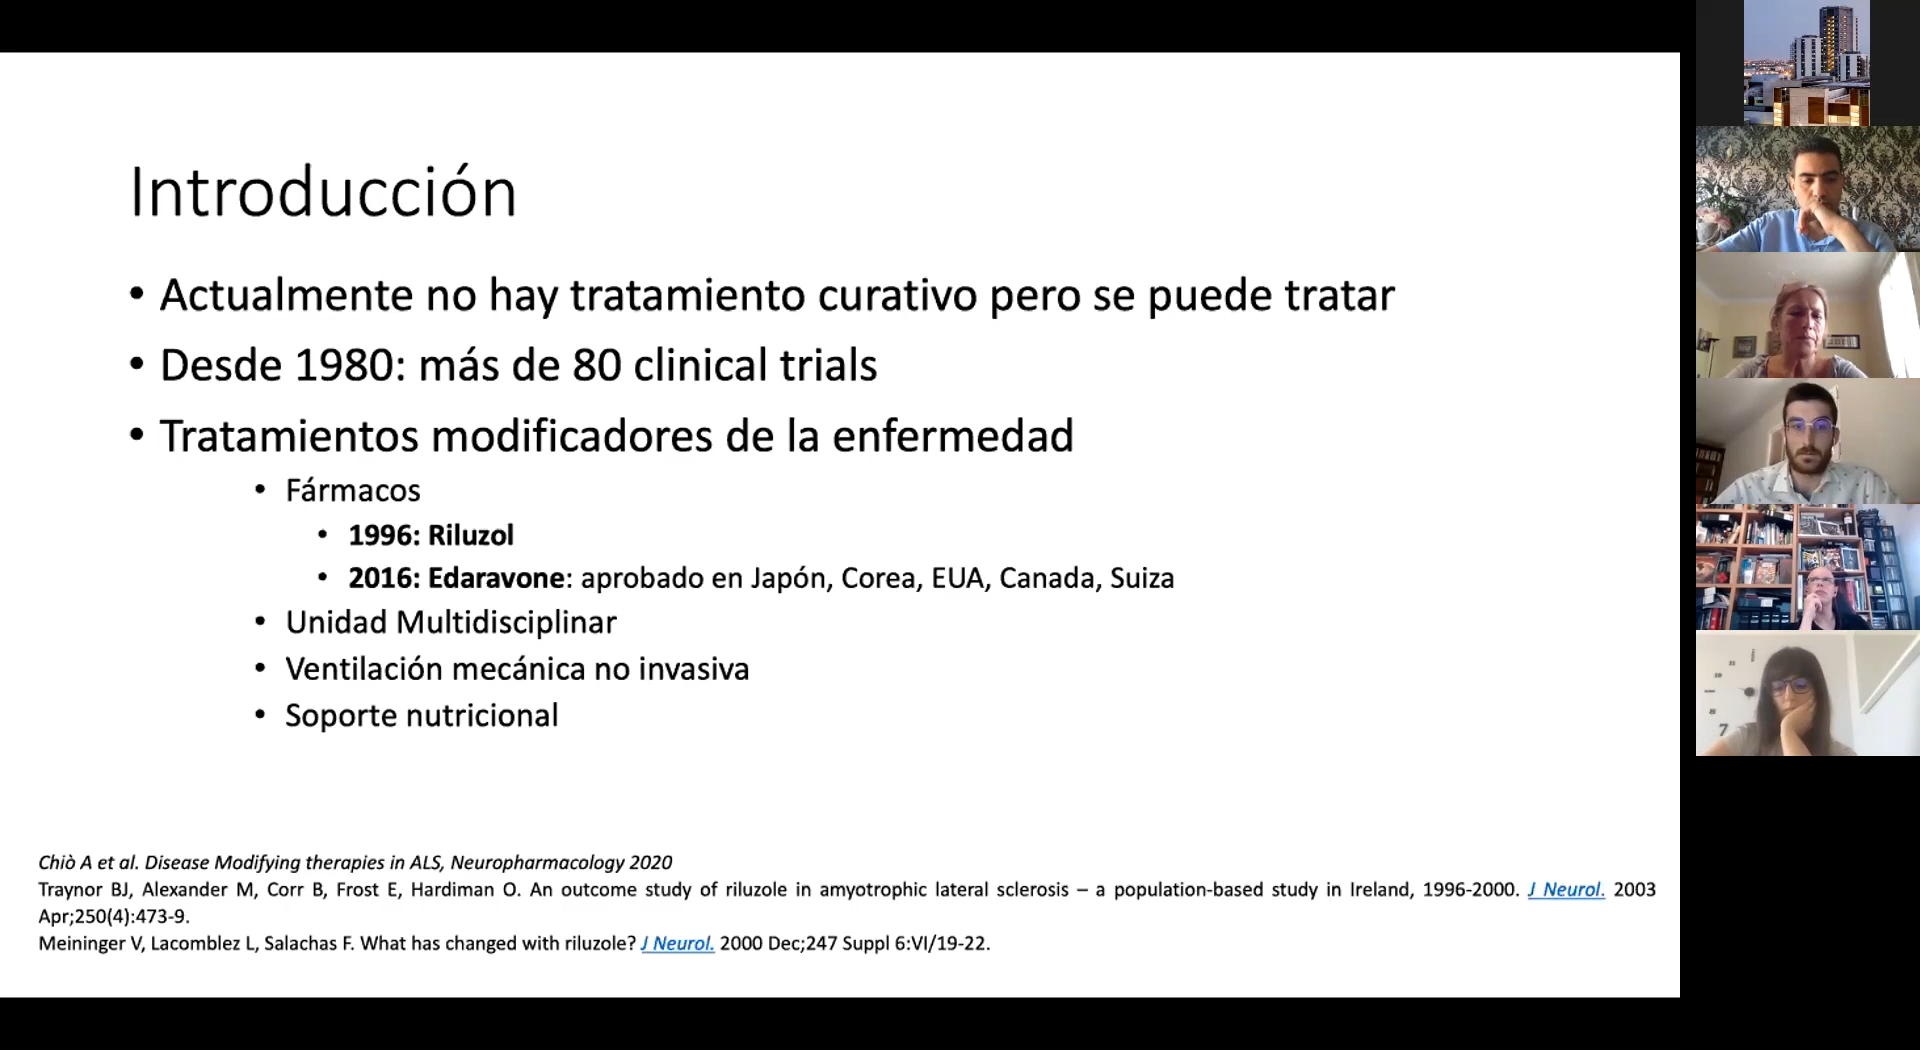 Introducción
• Actualmente no hay tratamiento curativo pero se puede tratar
• Desde 1980: más de 80 clinical trials
• Tratamientos modificadores de la enfermedad
• Fármacos
• 1996: Riluzol
• 2016: Edaravone: aprobado en Japón, Corea, EUA, Canada, Suiza
• Unidad Multidisciplinar
• Ventilación mecánica no invasiva
• Soporte nutricional
Chiò A et al. Disease Modifying therapies in ALS, Neuropharmacology 2020
Traynor BJ, Alexander M, Corr B, Frost E, Hardiman O. An outcome study of riluzole in amyotrophic lateral sclerosis – a population-based study in Ireland, 1996-2000. J Neurol. 2003
Apr;250(4):473-9.
Meininger V, Lacomblez L, Salachas F. What has changed with riluzole? J Neurol. 2000 Dec;247 Suppl 6:VI/19-22.